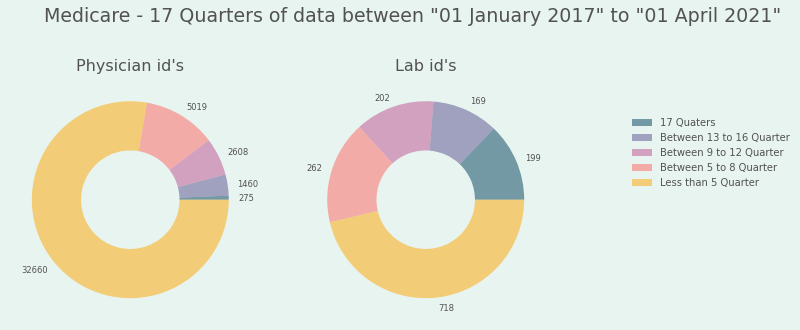 Medicare - 17 Quarters of data between "01 January 2017" to "01 April 2021"
Physician id's
5019
2608
1460
275
32660
Lab id's
202
169
199
262
718
17 Quaters
Between 13 to 16 Quarter
Between 9 to 12 Quarter
Between 5 to 8 Quarter
Less than 5 Quarter